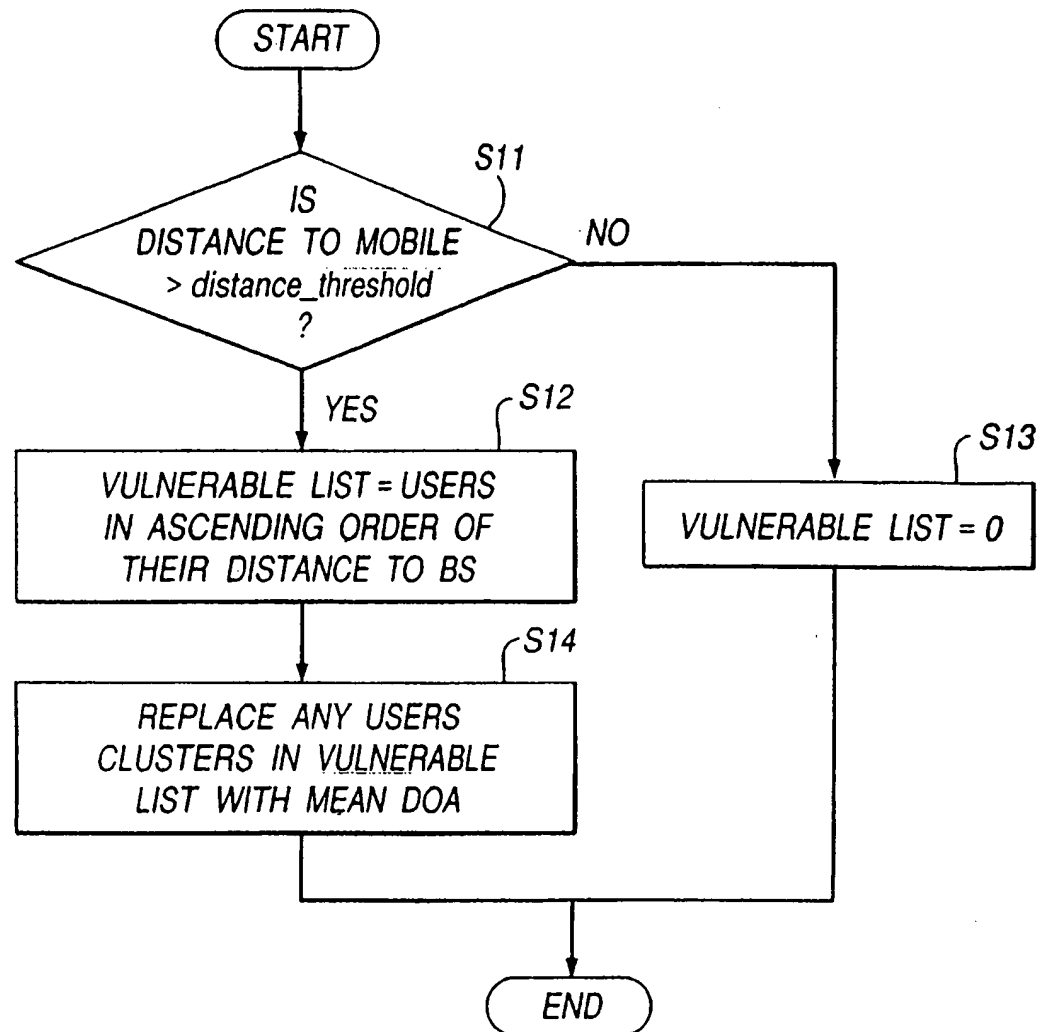 START
S11
IS
DISTANCE TO MOBILE
> distance_threshold
?
NO
YES
S12
VULNERABLE LIST = USERS
IN ASCENDING ORDER OF
THEIR DISTANCE TO BS
S13
VULNERABLE LIST = 0
S14
REPLACE ANY USERS
CLUSTERS IN VULNERABLE
LIST WITH MEAN DOA
END